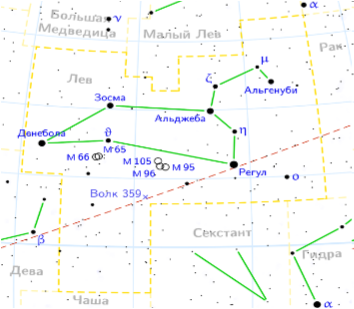 Большая
Медведица
ν
Малый Лев
α
Рак
Лев
μ
ζ
Альгенуби
Зосма
Альджеба
η
Денебола
θ
M 65
M 66
M 105
M 95
M 96
Регул
ο
Волк 359
Секстант
β
Гидра
Дева
Чаша
α